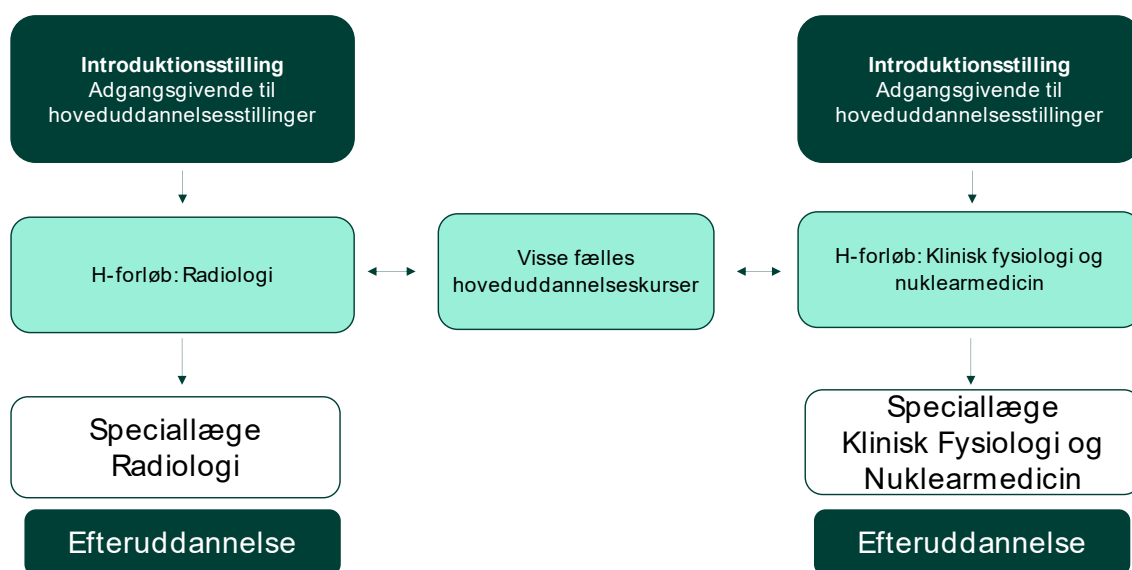 Introduktionsstilling
Adgangsgivende til
hoveduddannelsesstillinger
Introduktionsstilling
Adgangsgivende til
hoveduddannelsesstillinger
H-forløb: Radiologi
Visse fælles
hoveduddannelseskurser
H-forløb: Klinisk fysiologi og
nuklearmedicin
Speciallæge
Radiologi
Speciallæge
Klinisk Fysiologi og
Nuklearmedicin
Efteruddannelse
Efteruddannelse